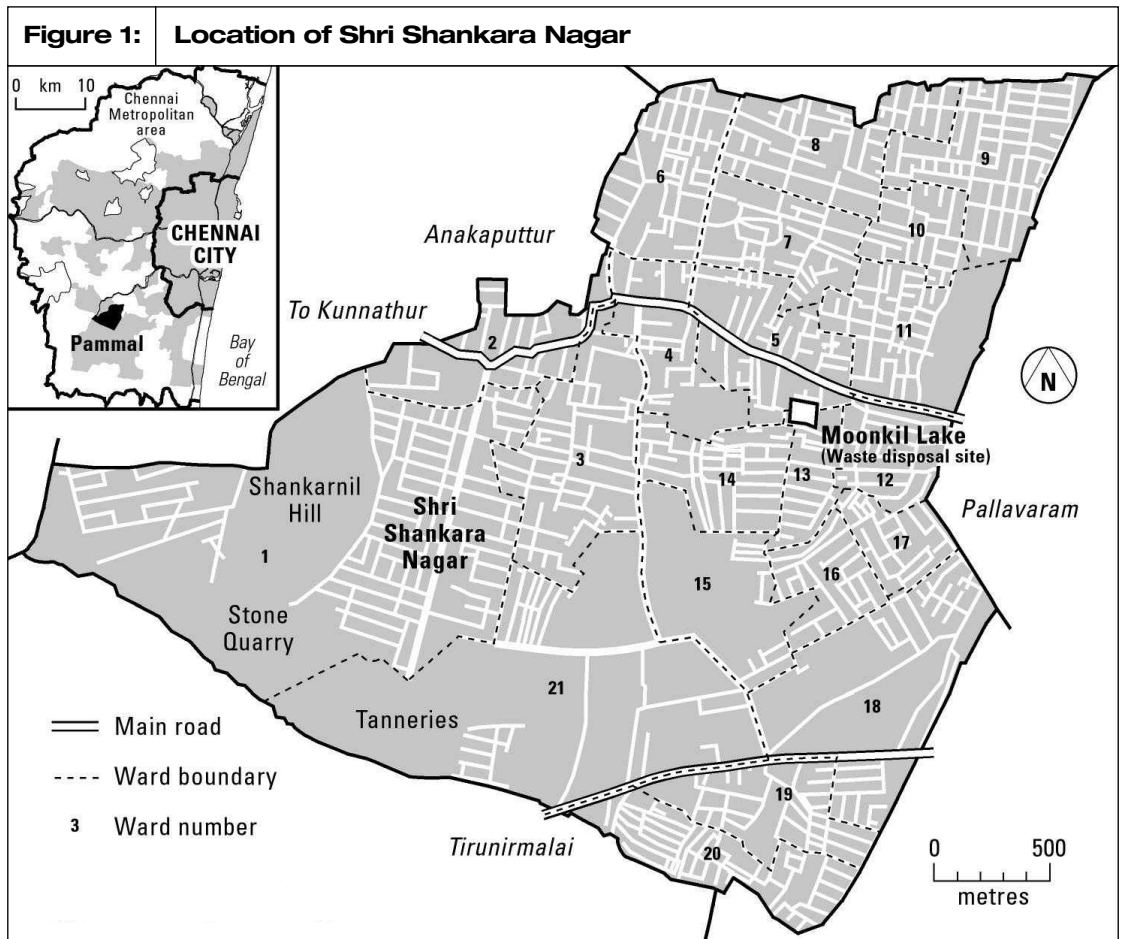 Figure 1:
Location of Shri Shankara Nagar
0 km 10
Chennai
Metropolitan
area
CHENNAI
CITY
Pammal
Bay
of
Bengal
Anakaputtur
To Kunnathur
6
8
9
10
7
11
2
4
5
N
3
Moonkil Lake
(Waste disposal site)
14
13
12
Pallavaram
17
16
15
Shankarnil
Hill
Shri
Shankara
Nagar
1
Stone
Quarry
21
18
Tanneries
19
20
Tirunirmalai
Main road
Ward boundary
3 Ward number
0 500
metres